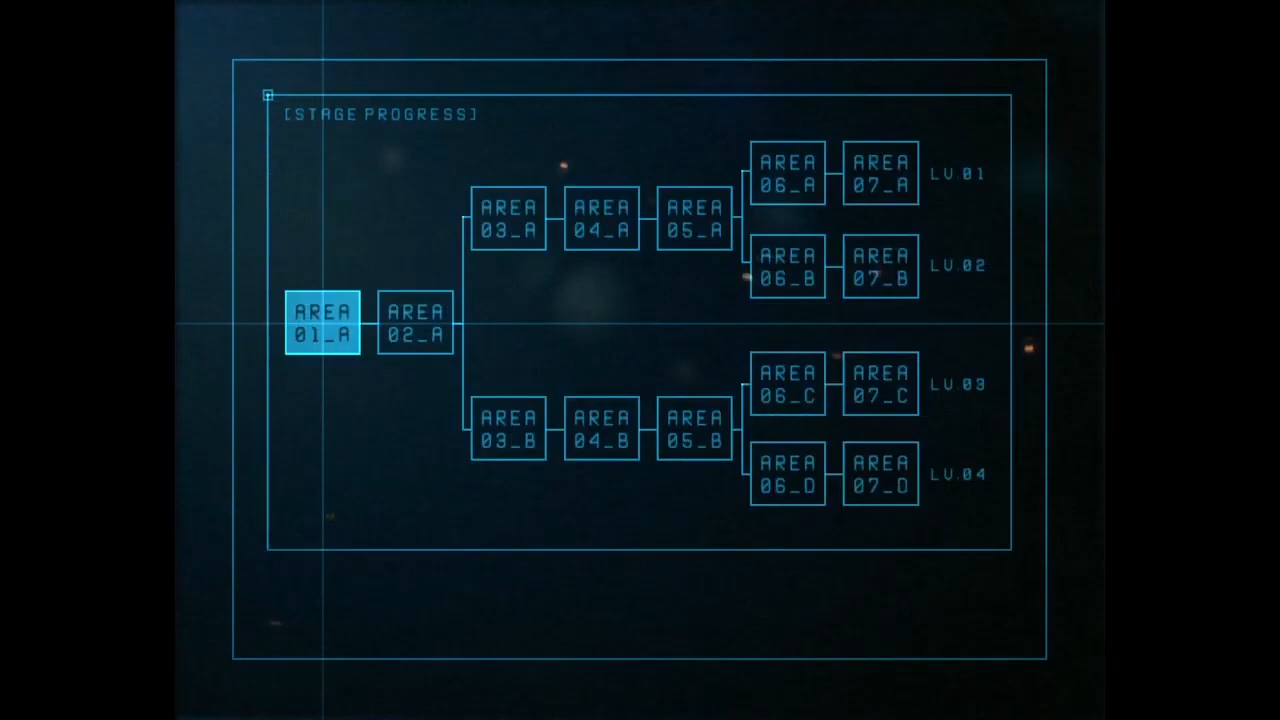 [STAGE PROGRESS]
AREA
01_A
AREA
02_A
AREA
03_A
AREA
04_A
AREA
05_A
AREA
06_A
AREA
07_A
LV.01
AREA
06_B
AREA
07_B
LV.02
AREA
03_B
AREA
04_B
AREA
05_B
AREA
06_C
AREA
07_C
LV.03
AREA
06_D
AREA
07_D
LV.04